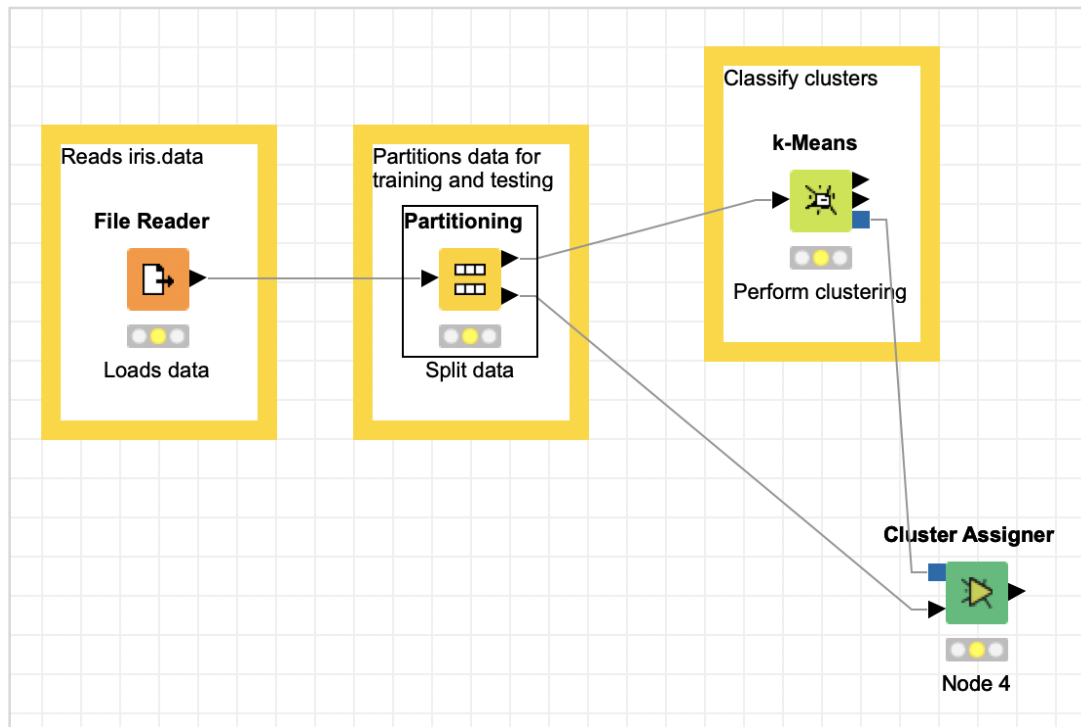 Reads iris.data
File Reader
Loads data
Partitions data for
training and testing
Partitioning
Split data
Classify clusters
k-Means
Perform clustering
Cluster Assigner
Node 4